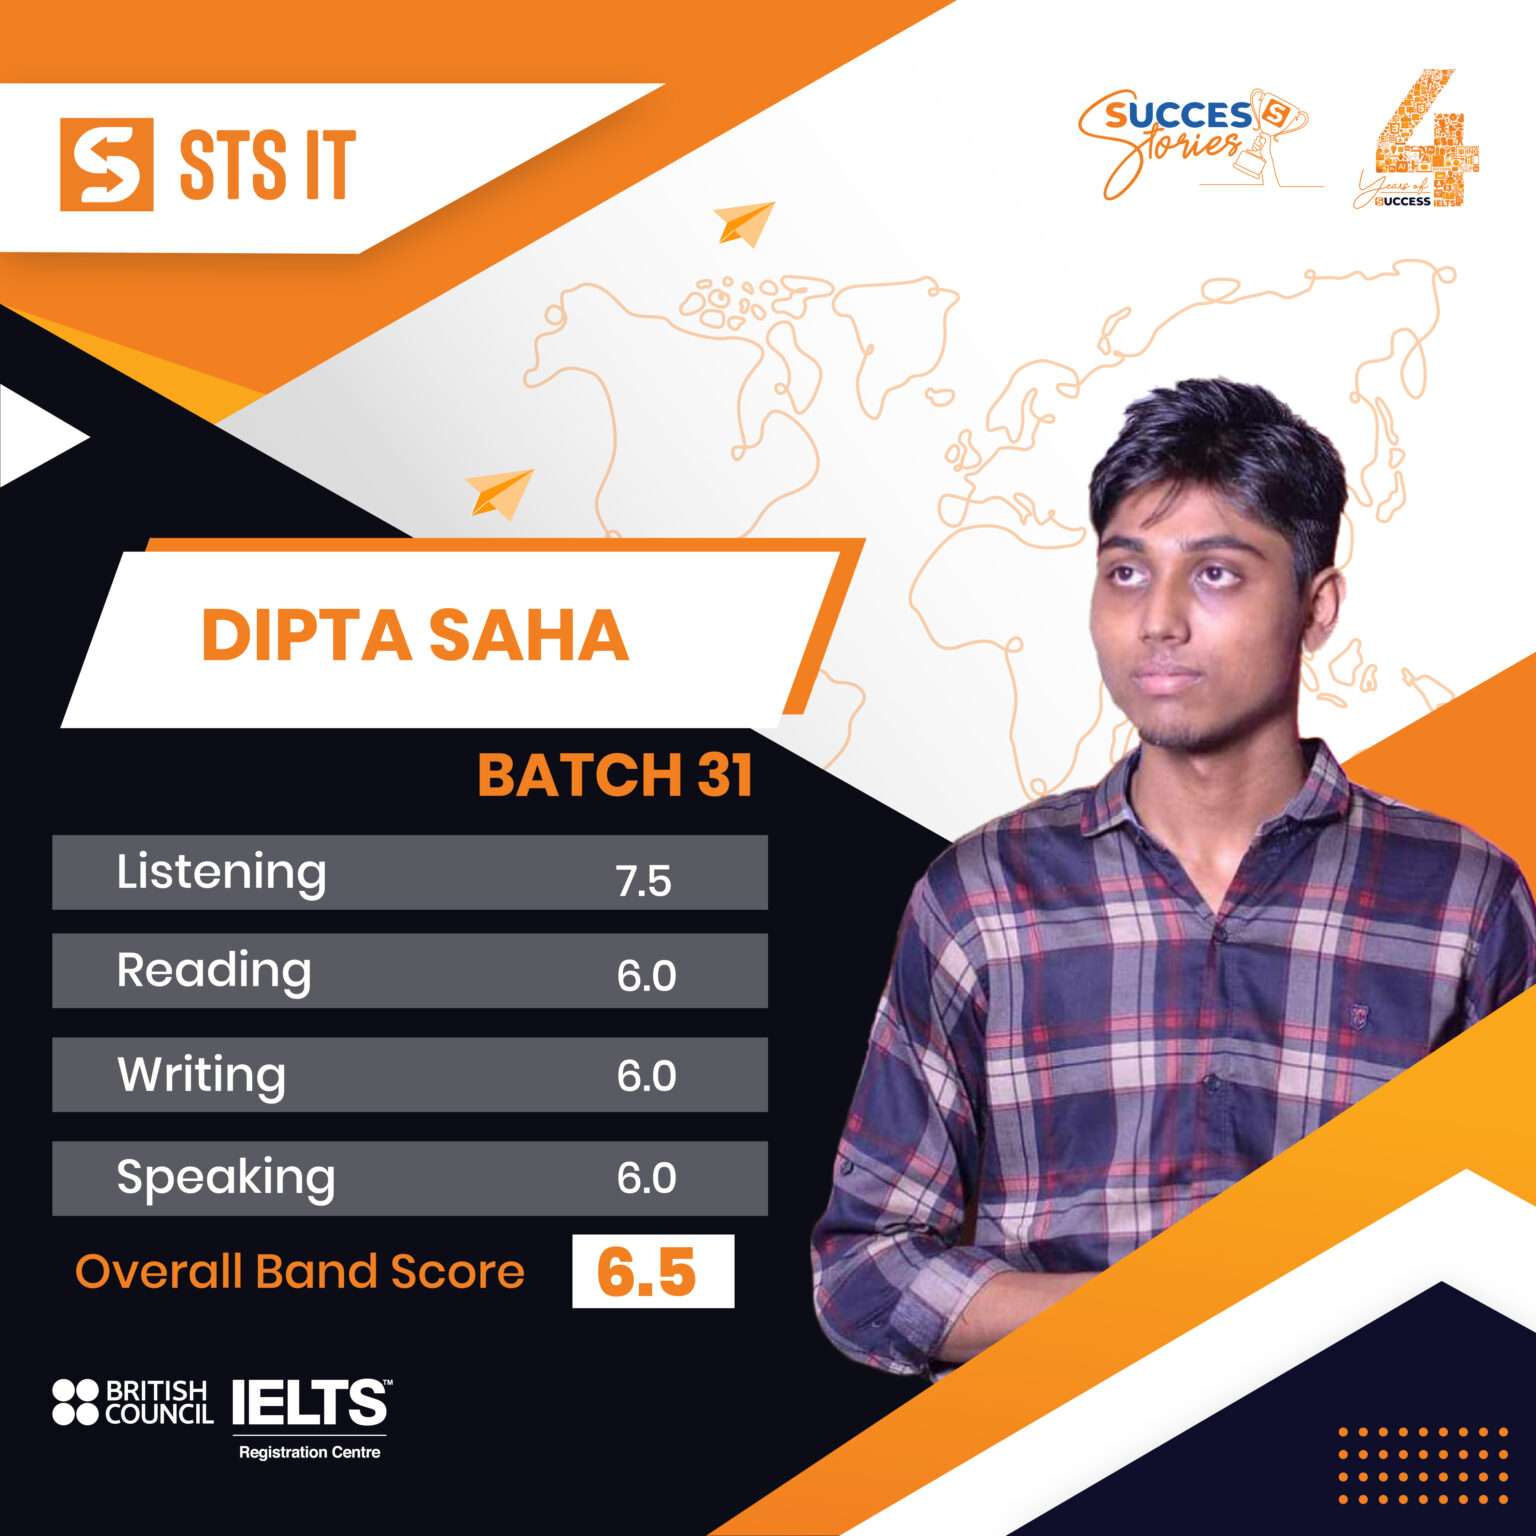 STS IT
SUCCESS
Stories
4
Years of
SUCCESS IELTS
DIPTA SAHA
BATCH 31
Listening 7.5
Reading 6.0
Writing 6.0
Speaking 6.0
Overall Band Score 6.5
BRITISH
COUNCIL
IELTS™
Registration Centre